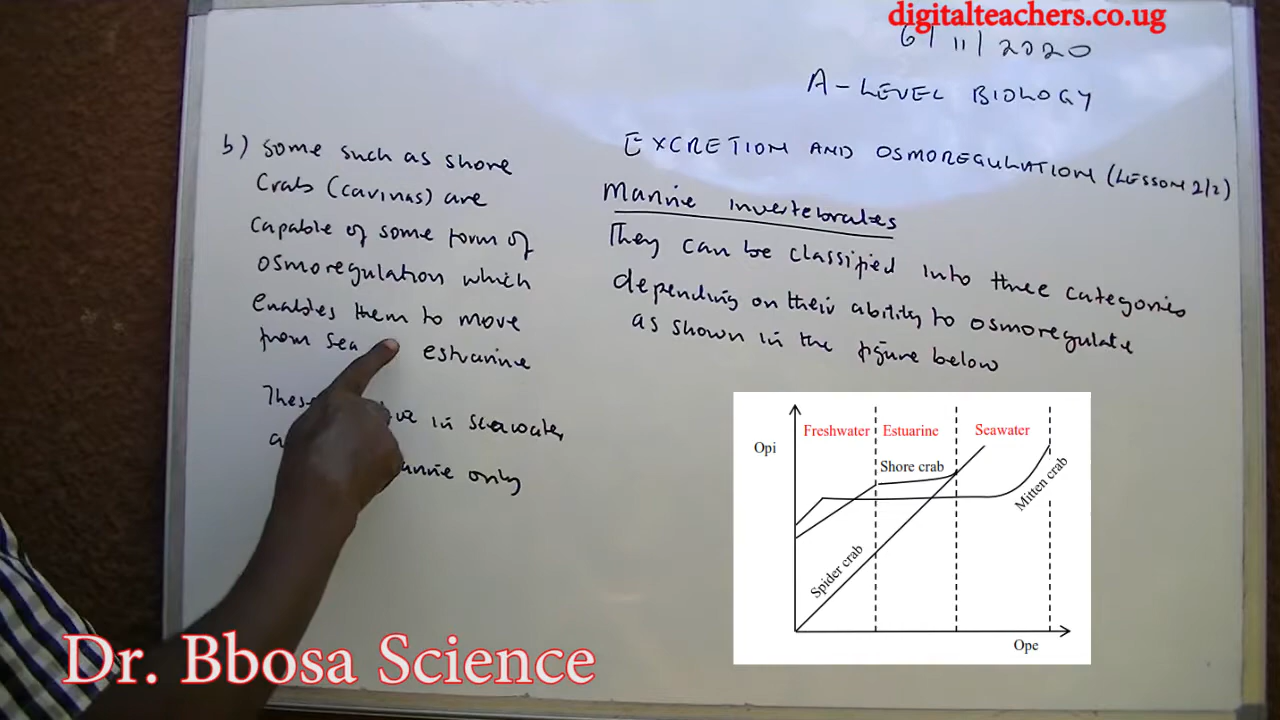 digitalteachers.co.ug
6/11/2020
A-LEVEL BIOLOGY
EXCRETION AND OSMOREGULATION (LESSON 2/2)
Marine invertebrates
They can be classified into three categories
depending on their ability to osmoregulate
as shown in the figure below
b) Some such as shore
Crab (cavinas) are
capable of some form of
osmoregulation which
enables them to move
from sea estuarine
These in seawater
only
Freshwater Estuarine Seawater
Opi
Shore crab
Mitten crab
Spider crab
Ope
Dr. Bbosa Science